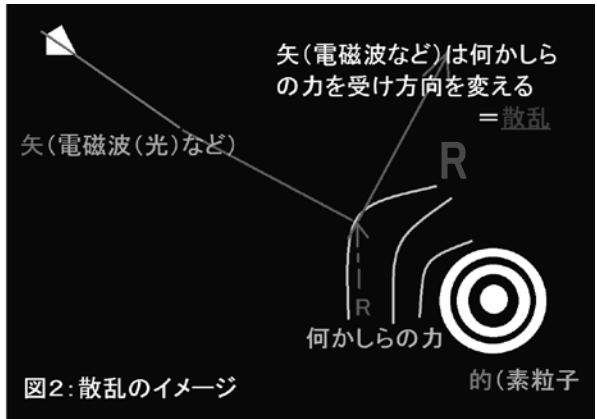 矢(電磁波など)は何かしら
の力を受け方向を変える
=散乱
矢(電磁波(光)など)
R
R
何かしらの力
的(素粒子
図2:散乱のイメージ